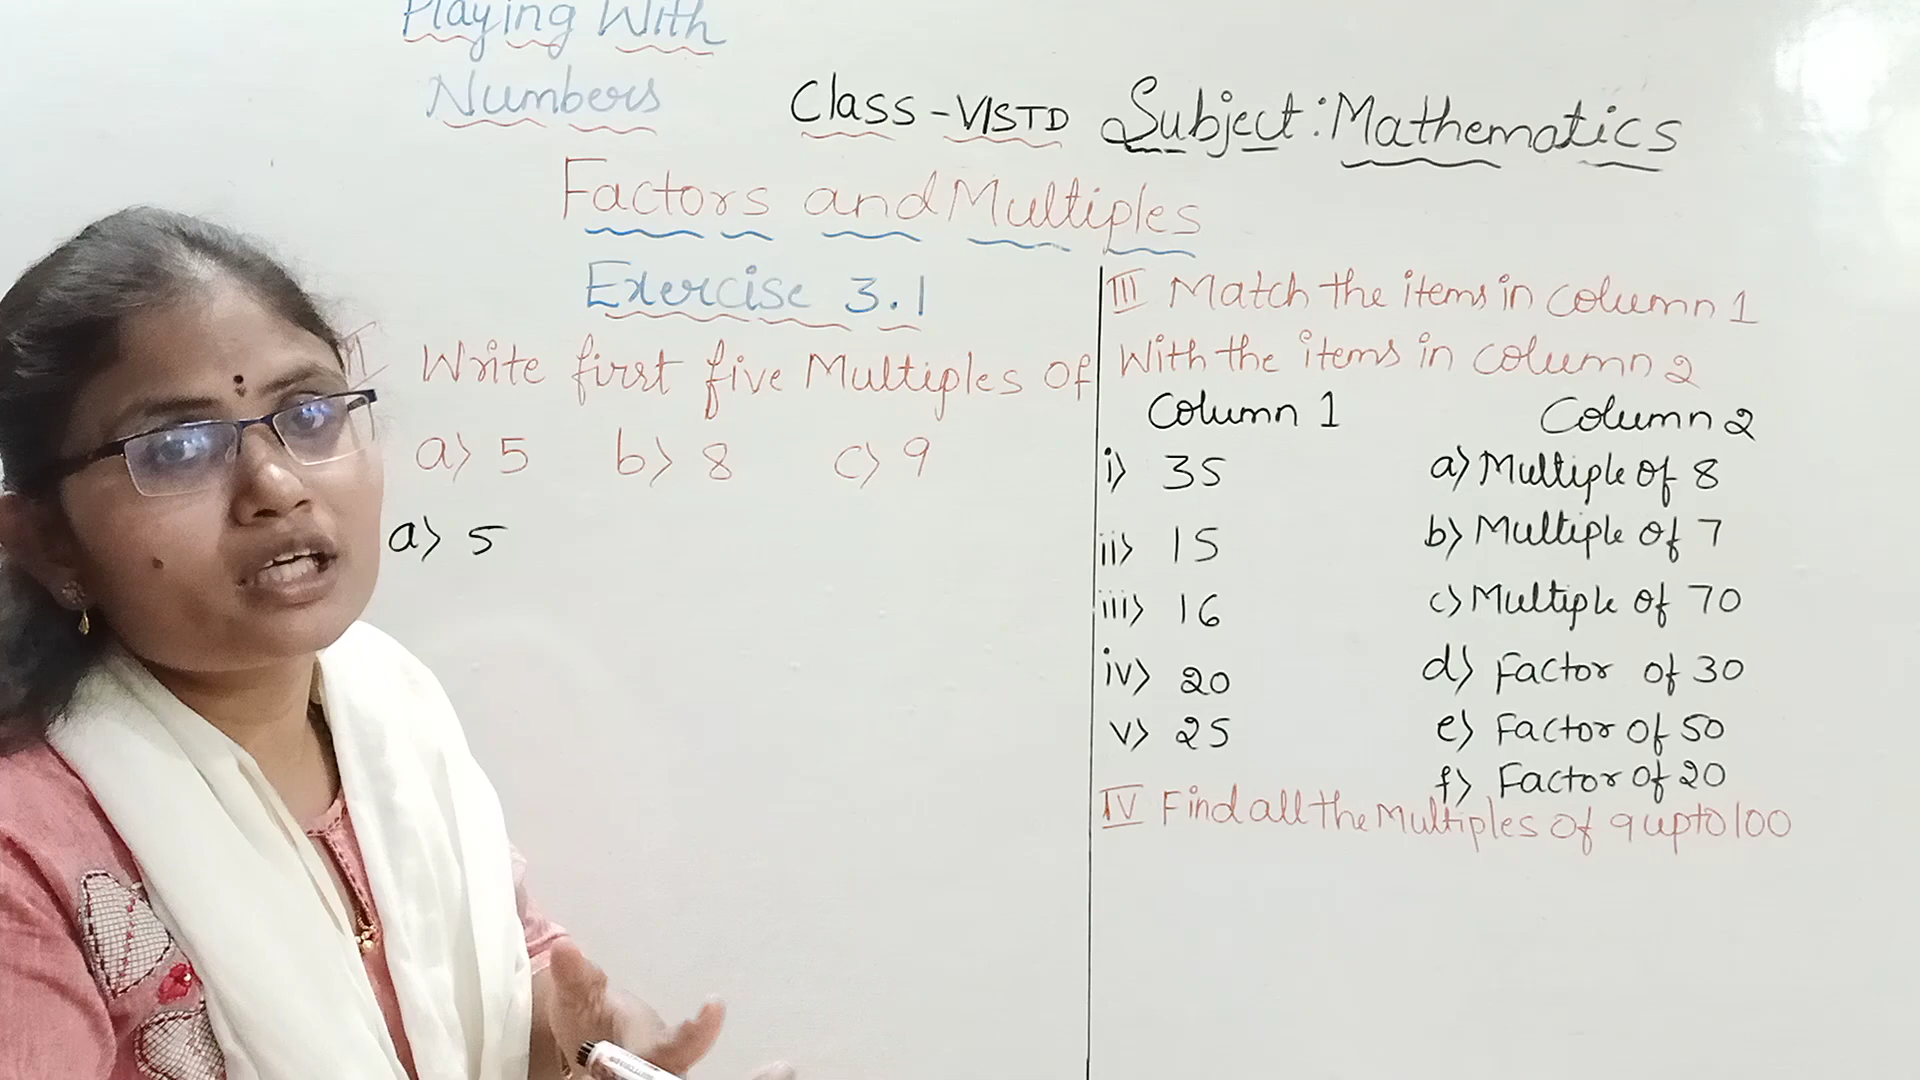 Playing With
Numbers
Class-VISTD
Subject: Mathematics
Factors and Multiples
Exercise 3.1
Write first five Multiples of
a) 5 b) 8 c) 9
a) 5
III Match the items in column 1
With the items in column 2
Column 1 Column 2
i) 35 a) Multiple of 8
ii) 15 b) Multiple of 7
iii) 16 c) Multiple of 70
iv) 20 d) Factor of 30
v) 25 e) Factor of 50
f) Factor of 20
IV Find all the Multiples of 9 upto 100